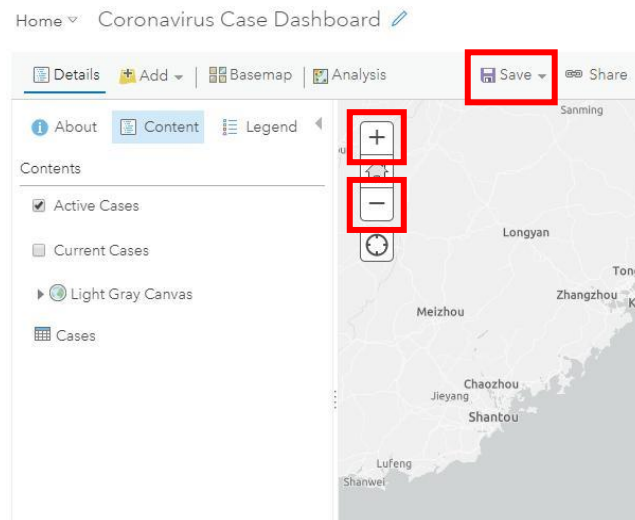 Home Coronavirus Case Dashboard
Details Add Basemap Analysis Save Share
About Content Legend
Contents
Active Cases
Current Cases
Light Gray Canvas
Cases
Sanming
Longyan
Zhangzhou
Meizhou
Chaozhou
Jieyang
Shantou
Lufeng
Shanwei